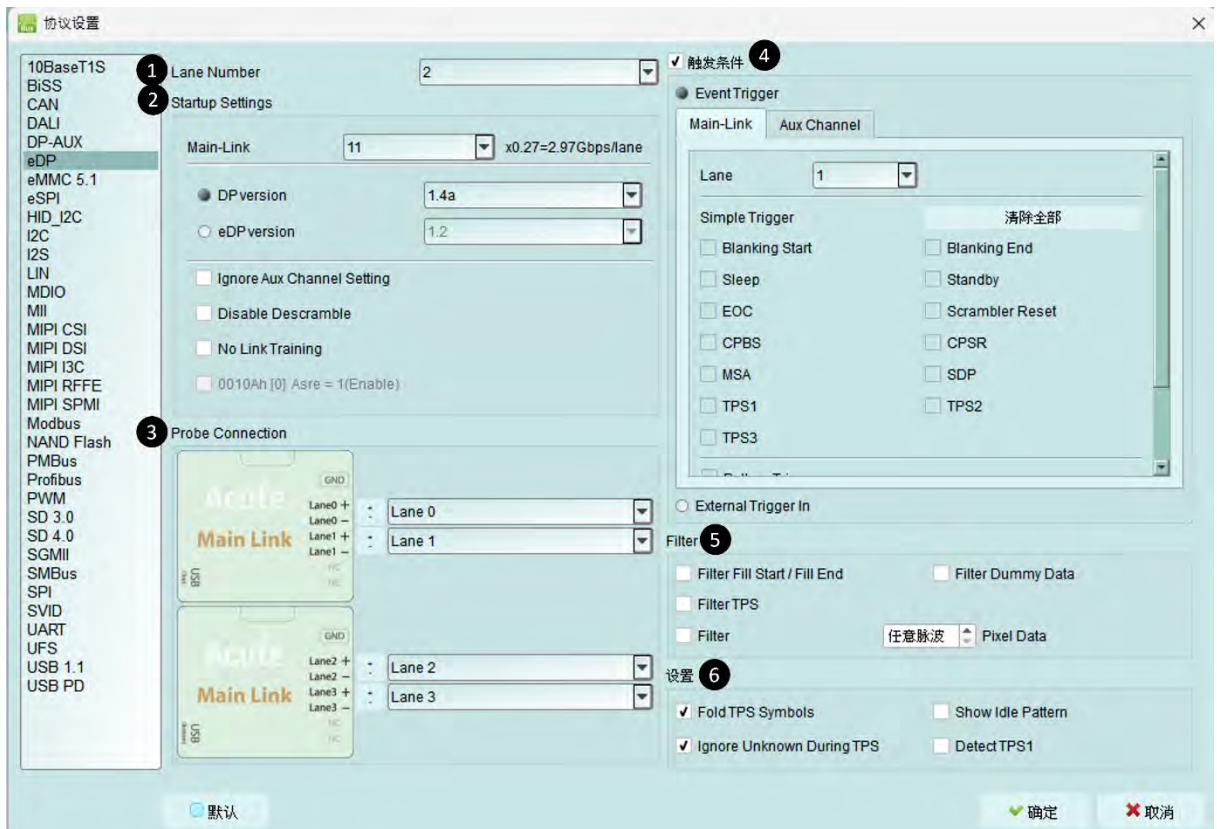 协议设置
10BaseT1S
BiSS
CAN
DALI
DP-AUX
eDP
eMMC 5.1
eSPI
HID_I2C
I2C
I2S
LIN
MDIO
MII
MIPI CSI
MIPI DSI
MIPI I3C
MIPI RFFE
MIPI SPMI
Modbus
NAND Flash
PMBus
Profibus
PWM
SD 3.0
SD 4.0
SGMII
SMBus
SPI
SVID
UART
UFS
USB 1.1
USB PD
1 Lane Number 2
2 Startup Settings
Main-Link 11 x0.27=2.97Gbps/lane
DP version 1.4a
eDP version 1.2
Ignore Aux Channel Setting
Disable Descramble
No Link Training
0010Ah [0] Asre = 1(Enable)
3 Probe Connection
Acute
Main Link
GND
Lane0 + : Lane 0
Lane0 −
Lane1 + : Lane 1
Lane1 −
NC
NC
USB
Acute
Main Link
GND
Lane2 + : Lane 2
Lane2 −
Lane3 + : Lane 3
Lane3 −
NC
NC
USB
触发条件 4
Event Trigger
Main-Link Aux Channel
Lane 1
Simple Trigger 清除全部
Blanking Start Blanking End
Sleep Standby
EOC Scrambler Reset
CPBS CPSR
MSA SDP
TPS1 TPS2
TPS3
External Trigger In
Filter 5
Filter Fill Start / Fill End Filter Dummy Data
Filter TPS
Filter 任意脉波 Pixel Data
设置 6
Fold TPS Symbols Show Idle Pattern
Ignore Unknown During TPS Detect TPS1
默认 确定 取消